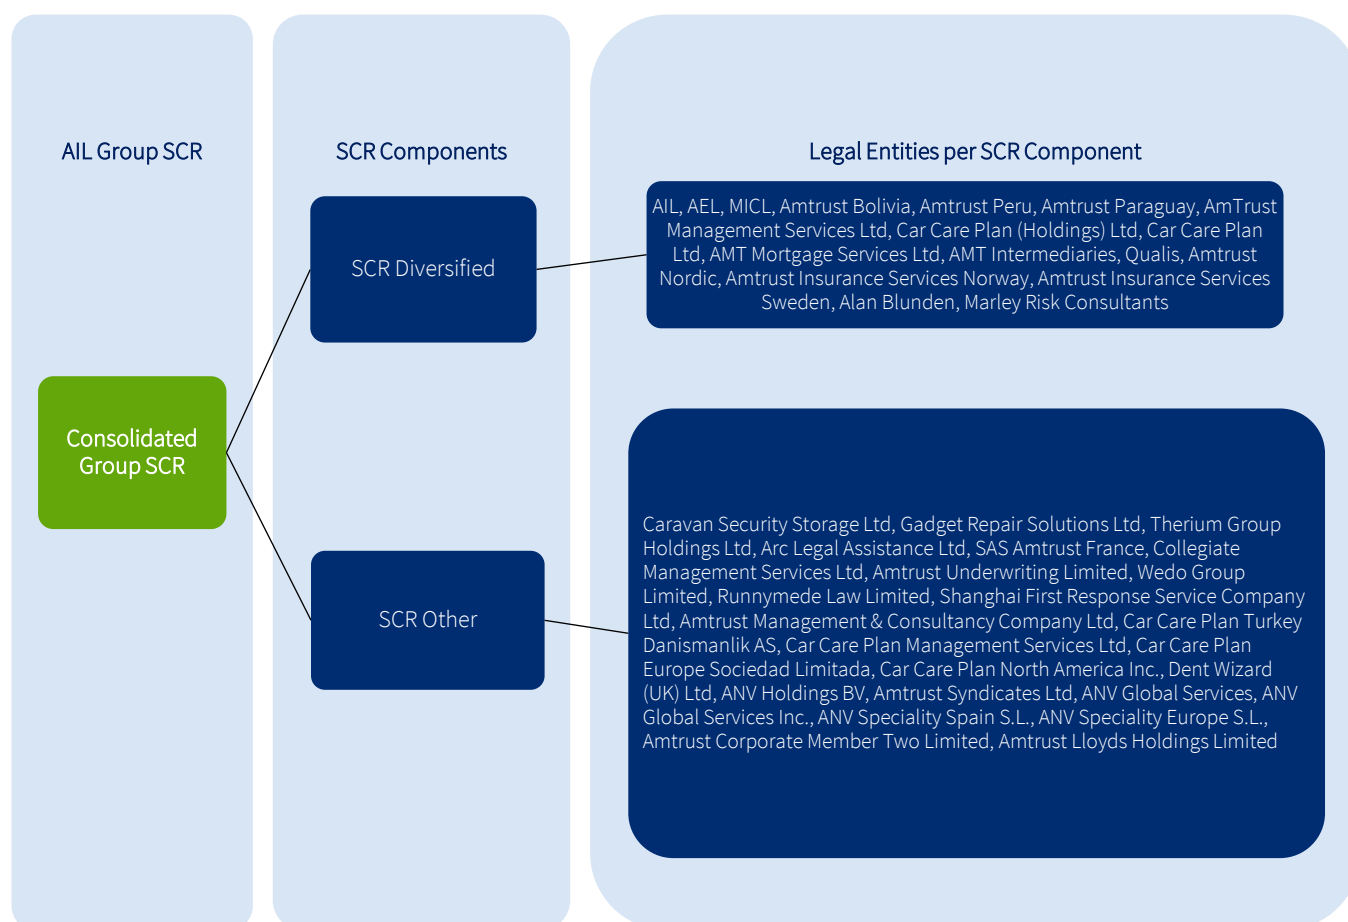 AIL Group SCR
SCR Components
Legal Entities per SCR Component
Consolidated
Group SCR
SCR Diversified
AIL, AEL, MICL, Amtrust Bolivia, Amtrust Peru, Amtrust Paraguay, AmTrust
Management Services Ltd, Car Care Plan (Holdings) Ltd, Car Care Plan
Ltd, AMT Mortgage Services Ltd, AMT Intermediaries, Qualis, Amtrust
Nordic, Amtrust Insurance Services Norway, Amtrust Insurance Services
Sweden, Alan Blunden, Marley Risk Consultants
SCR Other
Caravan Security Storage Ltd, Gadget Repair Solutions Ltd, Therium Group
Holdings Ltd, Arc Legal Assistance Ltd, SAS Amtrust France, Collegiate
Management Services Ltd, Amtrust Underwriting Limited, Wedo Group
Limited, Runnymede Law Limited, Shanghai First Response Service Company
Ltd, Amtrust Management & Consultancy Company Ltd, Car Care Plan Turkey
Danismanlik AS, Car Care Plan Management Services Ltd, Car Care Plan
Europe Sociedad Limitada, Car Care Plan North America Inc., Dent Wizard
(UK) Ltd, ANV Holdings BV, Amtrust Syndicates Ltd, ANV Global Services, ANV
Global Services Inc., ANV Speciality Spain S.L., ANV Speciality Europe S.L.,
Amtrust Corporate Member Two Limited, Amtrust Lloyds Holdings Limited